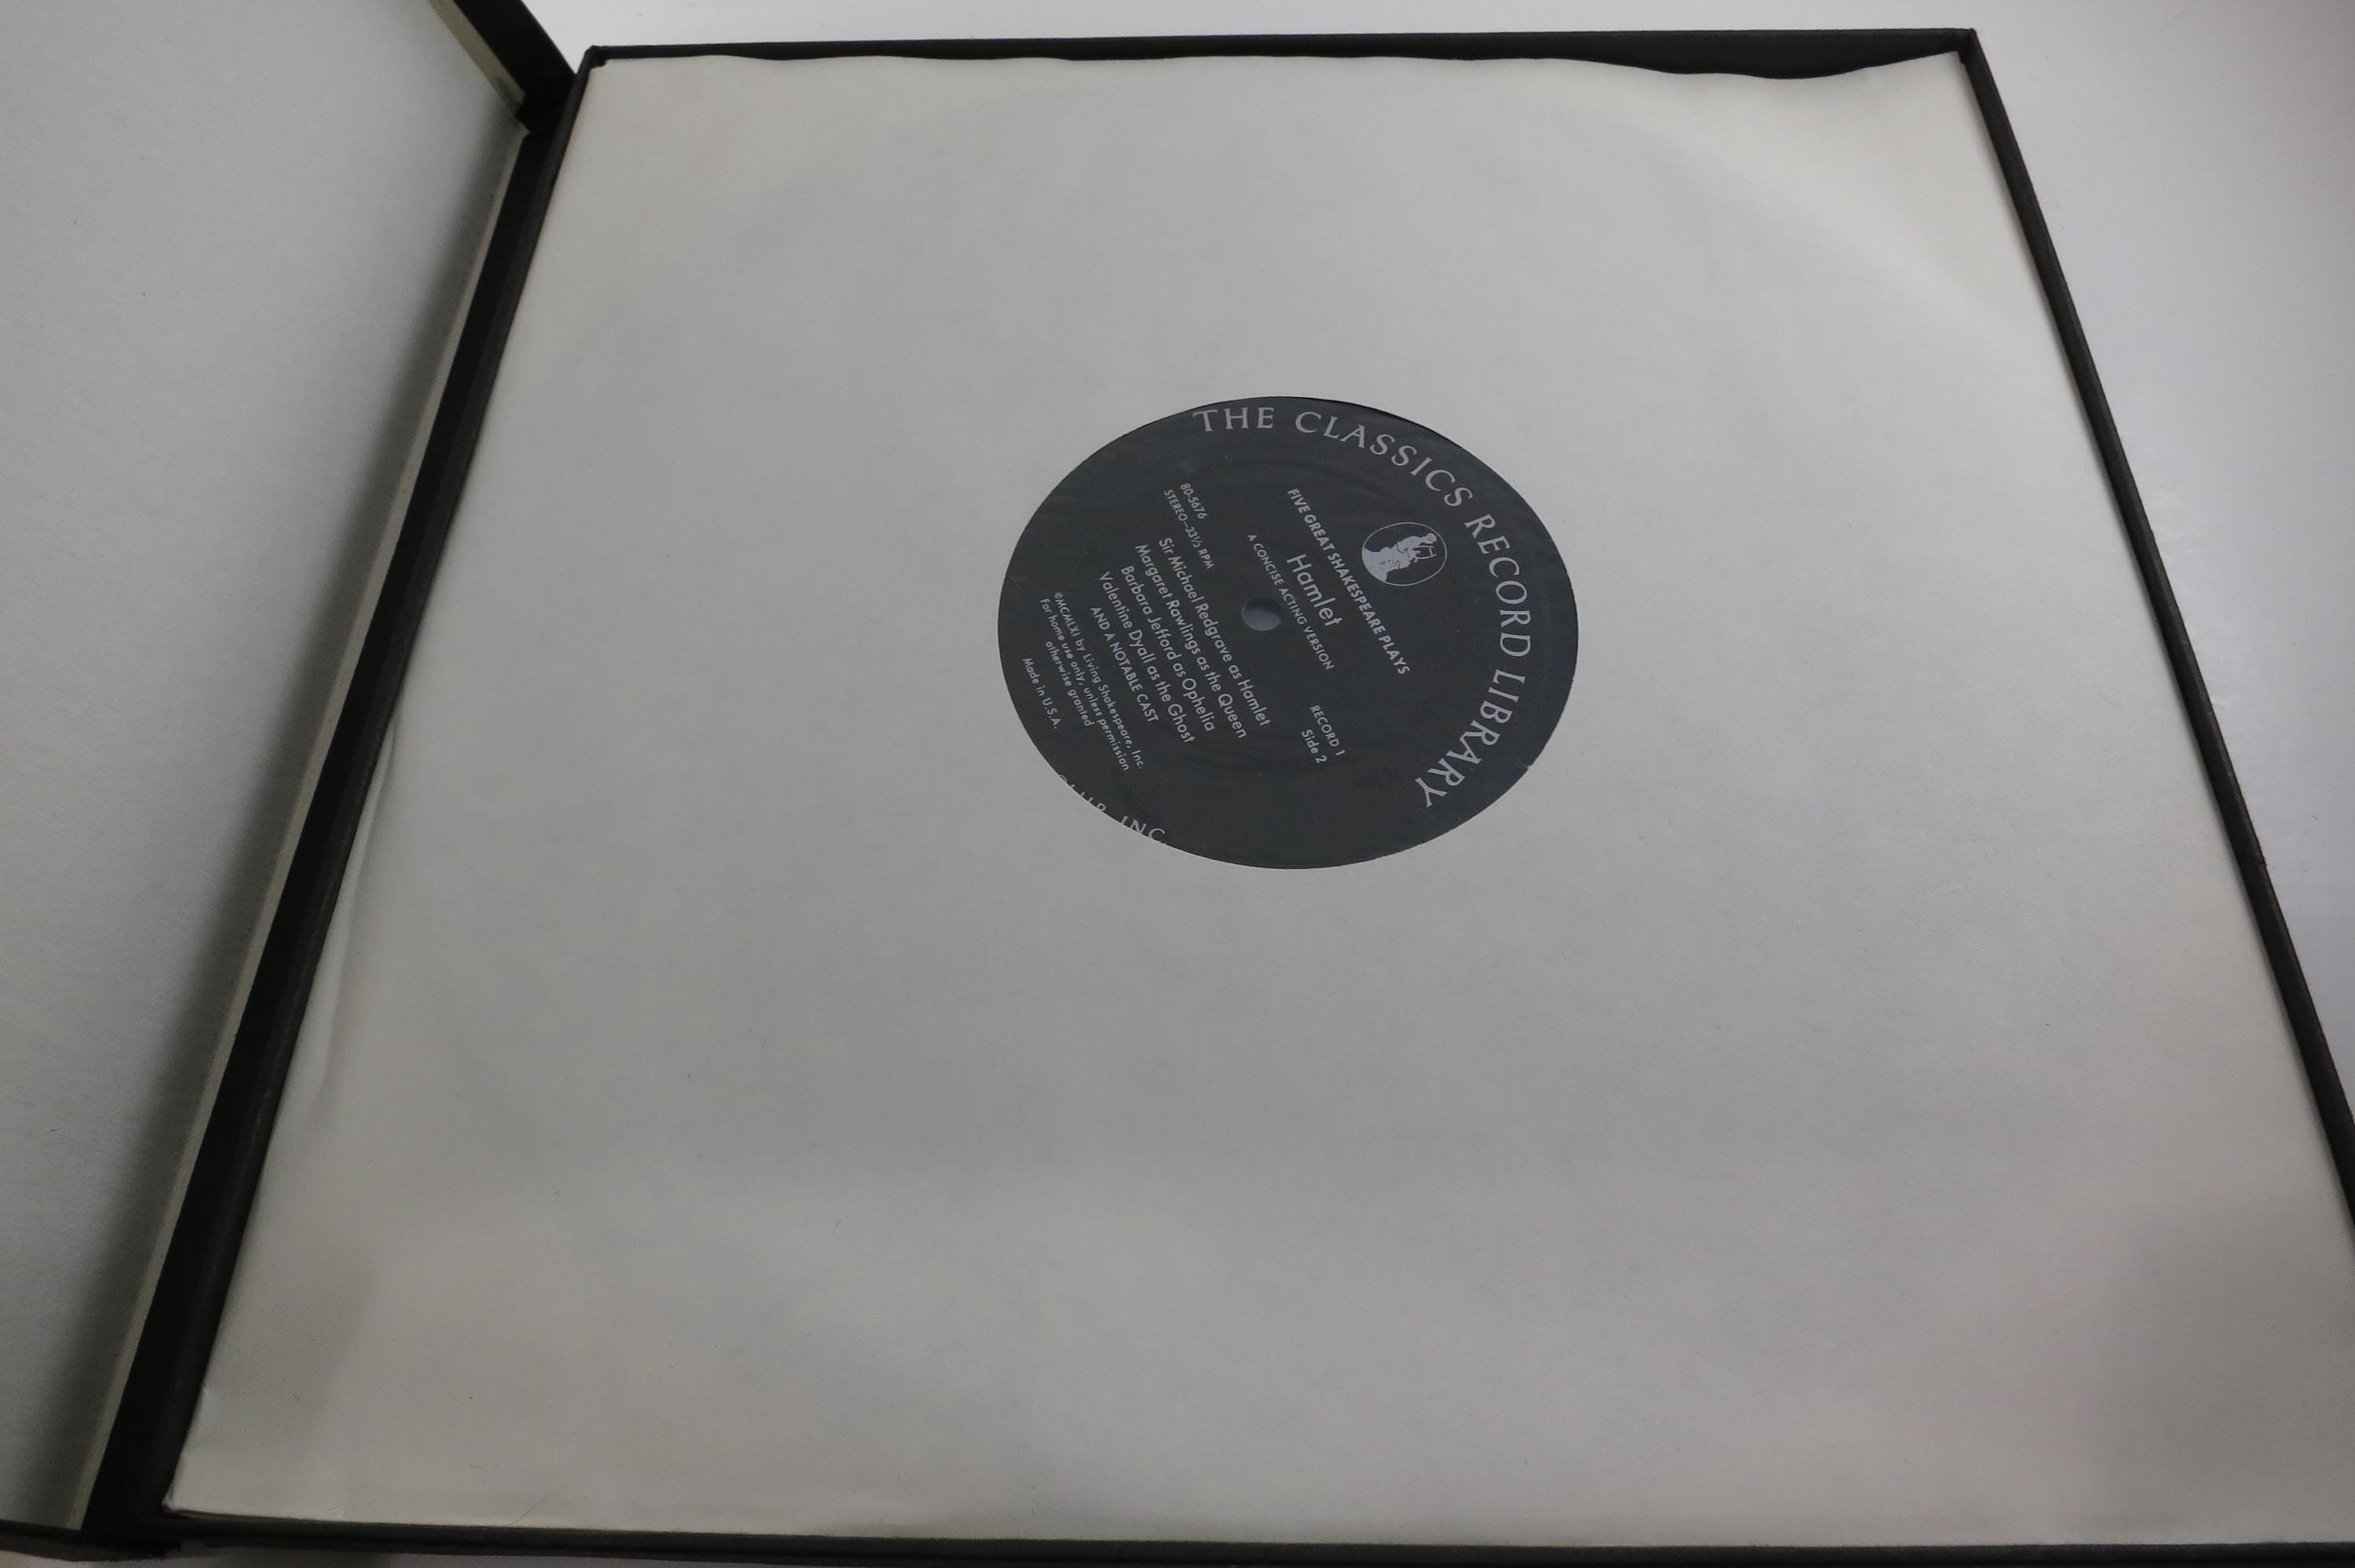 THE CLASSICS RECORD LIBRARY
FIVE GREAT SHAKESPEARE PLAYS
Hamlet
A CONCISE ACTING VERSION
80-5676
STEREO–33⅓ RPM
RECORD 1
Side 2
Sir Michael Redgrave as Hamlet
Margaret Rawlings as the Queen
Barbara Jefford as Ophelia
Valentine Dyall as the Ghost
AND A NOTABLE CAST
©MCMLXI by Living Shakespeare, Inc.
For home use only, unless permission
otherwise granted
Made in U.S.A.
INC.